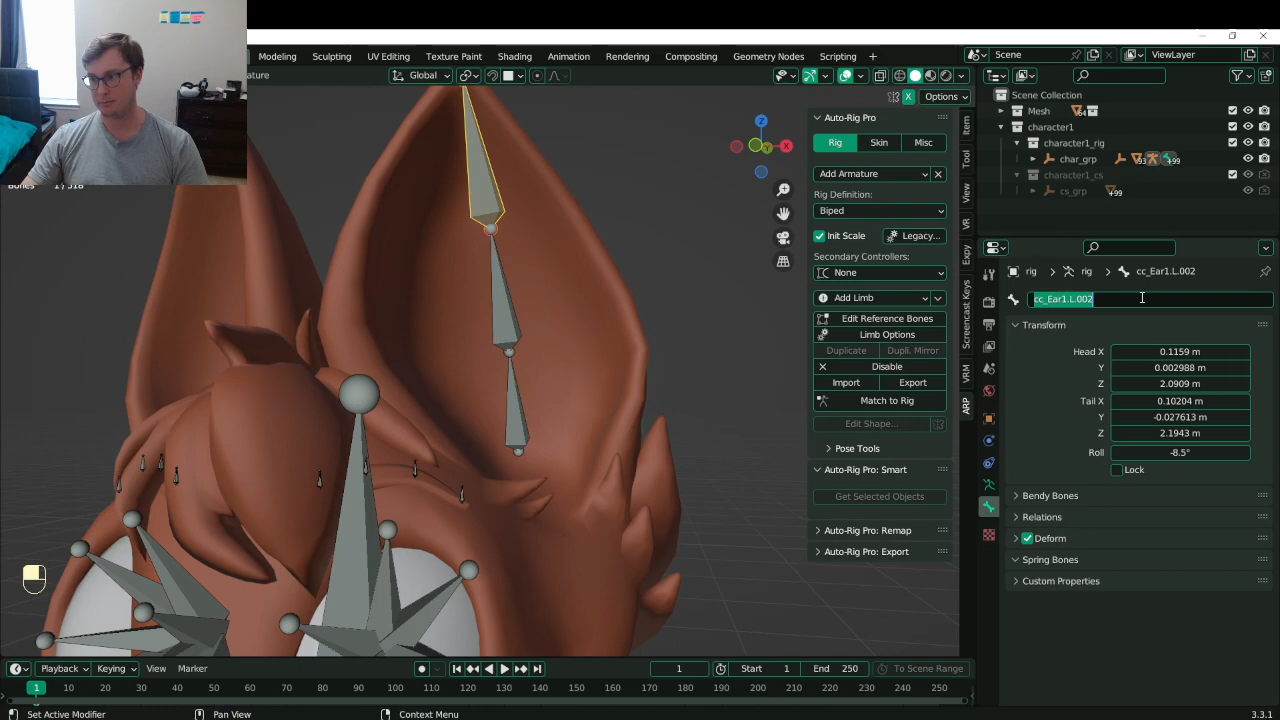 Modeling Sculpting UV Editing Texture Paint Shading Animation Rendering Compositing Geometry Nodes Scripting + Scene ViewLayer
ature Global X Options
Scene Collection
Mesh
character1
character1_rig
char_grp
character1_cs
cs_grp
Auto-Rig Pro
Rig Skin Misc
Add Armature
Rig Definition:
Biped
Init Scale Legacy...
Secondary Controllers:
None
Add Limb
Edit Reference Bones
Limb Options
Duplicate Dupli. Mirror
Disable
Import Export
Match to Rig
Edit Shape...
Pose Tools
Auto-Rig Pro: Smart
Get Selected Objects
Auto-Rig Pro: Remap
Auto-Rig Pro: Export
Item
Tool
View
VR
Expy
Screencast Keys
VRM
ARP
rig rig cc_Ear1.L.002
cc_Ear1.L.002
Transform
Head X 0.1159 m
Y 0.002988 m
Z 2.0909 m
Tail X 0.10204 m
Y -0.027613 m
Z 2.1943 m
Roll -8.5°
Lock
Bendy Bones
Relations
Deform
Spring Bones
Custom Properties
Playback Keying View Marker 1 Start 1 End 250 To Scene Range
1 10 20 30 40 50 60 70 80 90 100 110 120 130 140 150 160 170 180 190 200 210 220 230 240 250
Set Active Modifier Pan View Context Menu 3.3.1